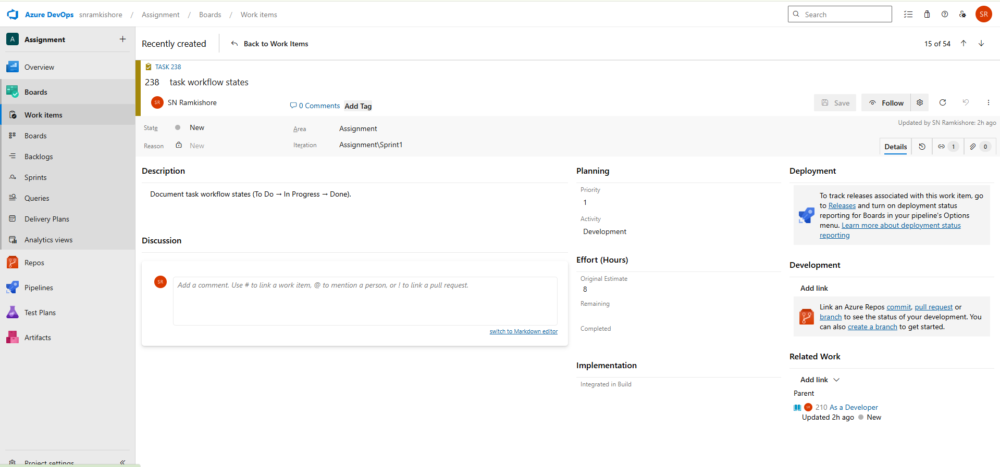 Azure DevOps snramkishore / Assignment / Boards / Work items
Search
SR
A Assignment
Overview
Boards
Work items
Boards
Backlogs
Sprints
Queries
Delivery Plans
Analytics views
Repos
Pipelines
Test Plans
Artifacts
Project settings
Recently created
Back to Work Items
15 of 54
TASK 238
238 task workflow states
SR SN Ramkishore
0 Comments
Add Tag
Save
Follow
State New
Reason New
Area Assignment
Iteration Assignment\Sprint1
Updated by SN Ramkishore: 2h ago
Details
1
0
Description
Document task workflow states (To Do → In Progress → Done).
Discussion
SR
Add a comment. Use # to link a work item, @ to mention a person, or ! to link a pull request.
switch to Markdown editor
Planning
Priority
1
Activity
Development
Effort (Hours)
Original Estimate
8
Remaining
Completed
Implementation
Integrated in Build
Deployment
To track releases associated with this work item, go
to Releases and turn on deployment status
reporting for Boards in your pipeline's Options
menu. Learn more about deployment status
reporting
Development
Add link
Link an Azure Repos commit, pull request or
branch to see the status of your development. You
can also create a branch to get started.
Related Work
Add link
Parent
SR 210 As a Developer
Updated 2h ago New